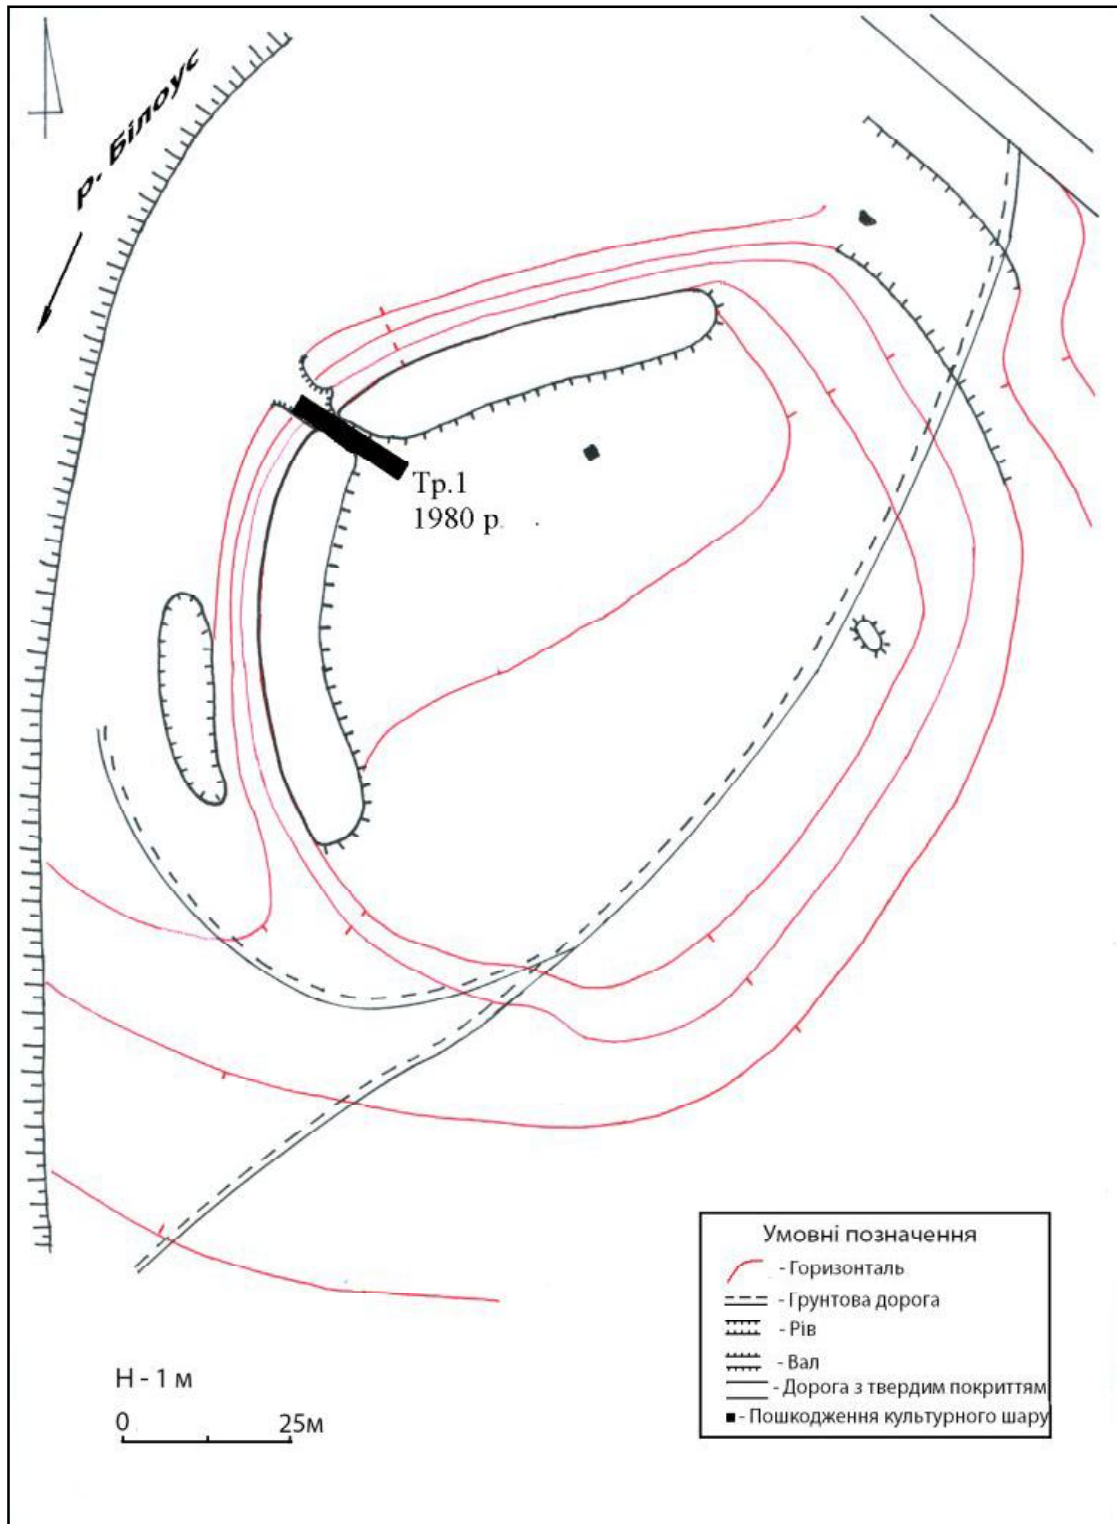 р. Білоус
Тр.1
1980 р.
Умовні позначення
- Горизонталь
- Грунтова дорога
- Рів
- Вал
- Дорога з твердим покриттям
- Пошкодження культурного шару
Н - 1 м
0 25м